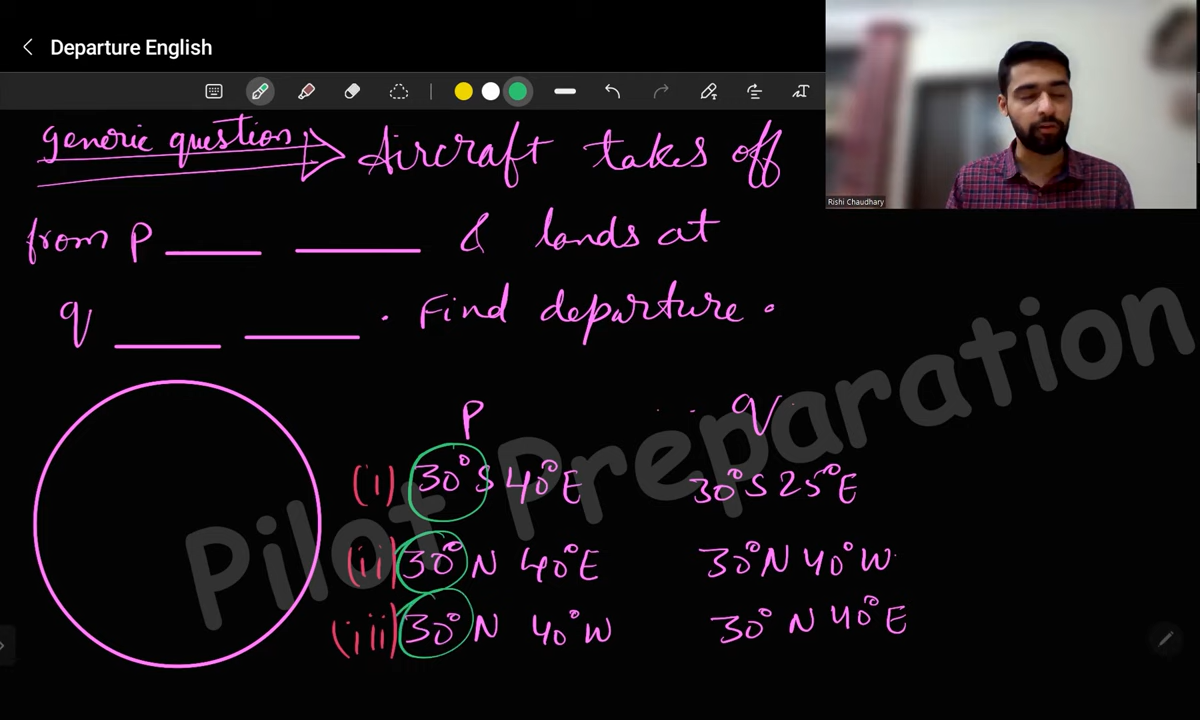 Departure English
generic question Aircraft takes off
Rishi Chaudhary
from P ____ ____ & lands at
q ____ ____ . Find departure .
P q
(i) 30°S 40°E 30°S 25°E
(ii) 30°N 40°E 30°N 40°W
(iii) 30°N 40°W 30°N 40°E
Pilot Preparation